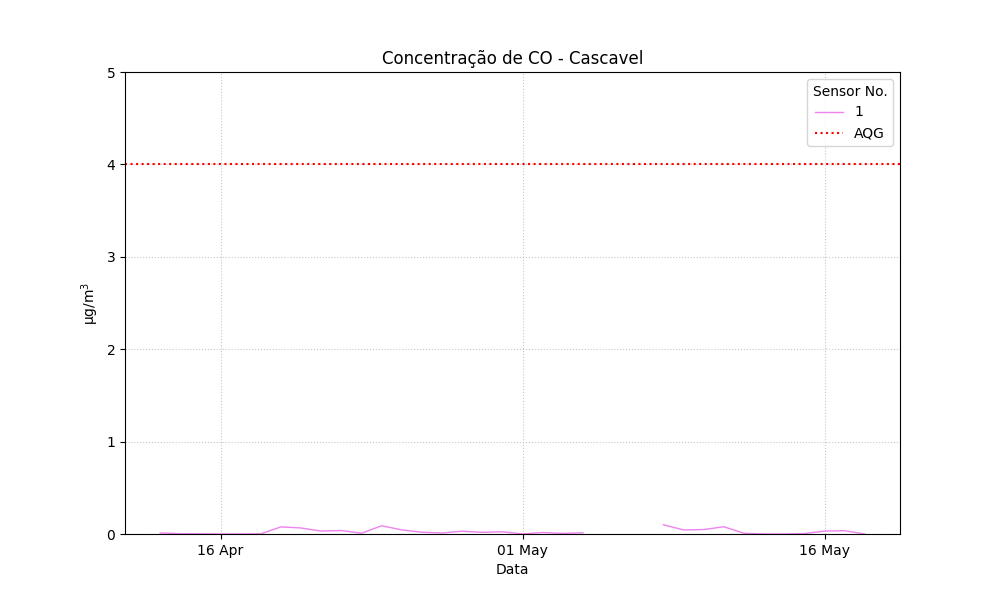 Concentração de CO - Cascavel
Sensor No.
1
AQG
5
4
3
2
1
0
µg/m³
16 Apr
01 May
16 May
Data